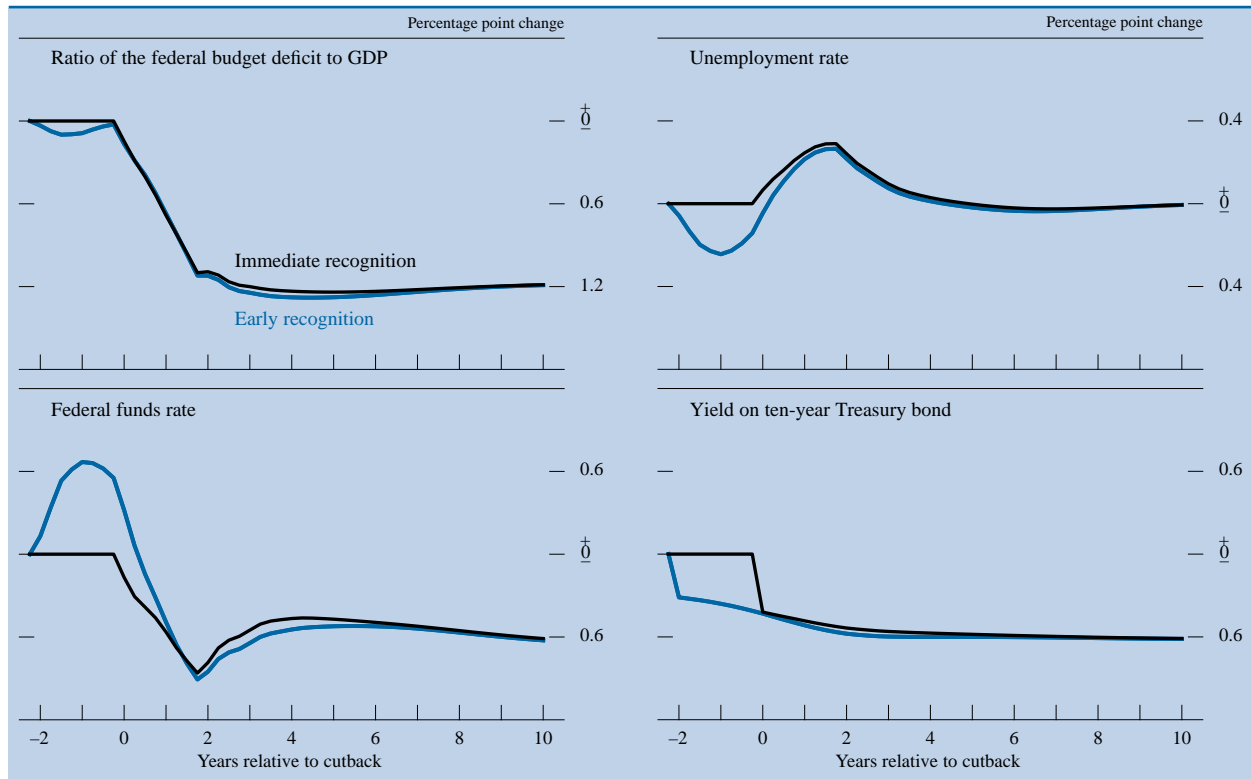 Percentage point change
Ratio of the federal budget deficit to GDP
+
0
–
0.6
Immediate recognition
1.2
Early recognition
Percentage point change
Unemployment rate
0.4
+
0
–
0.4
Federal funds rate
0.6
+
0
–
0.6
–2 0 2 4 6 8 10
Years relative to cutback
Yield on ten-year Treasury bond
0.6
+
0
–
0.6
–2 0 2 4 6 8 10
Years relative to cutback